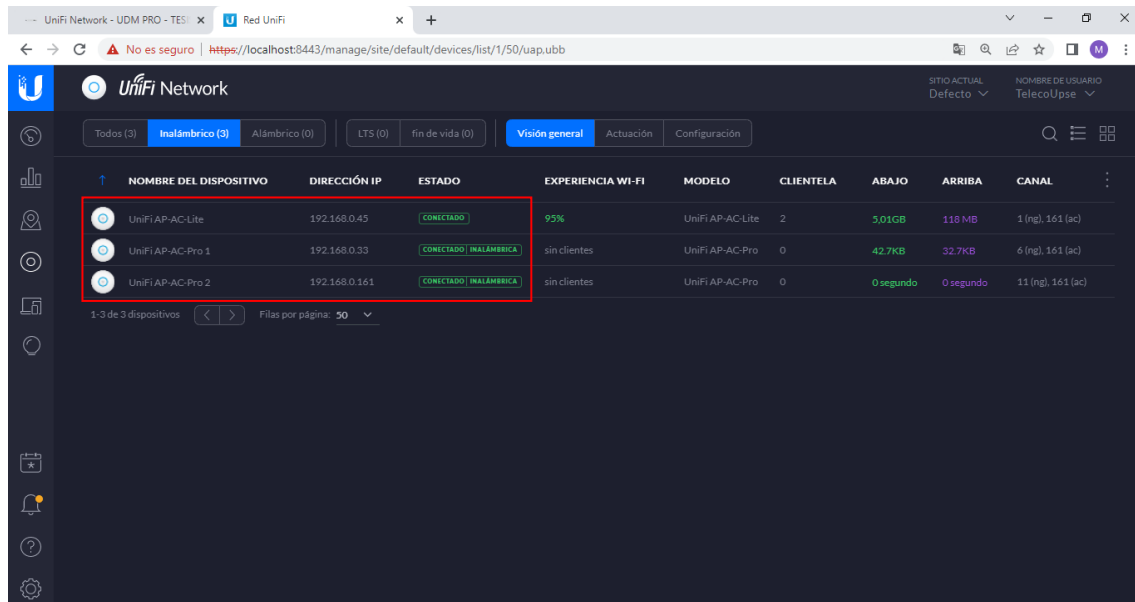 UniFi Network - UDM PRO - TES
Red UniFi
No es seguro | https://localhost:8443/manage/site/default/devices/list/1/50/uap.ubb
M
UniFi Network
SITIO ACTUAL
Defecto
NOMBRE DE USUARIO
TelecoUpse
Todos (3) Inalámbrico (3) Alámbrico (0) LTS (0) fin de vida (0) Visión general Actuación Configuración
NOMBRE DEL DISPOSITIVO DIRECCIÓN IP ESTADO EXPERIENCIA WI-FI MODELO CLIENTELA ABAJO ARRIBA CANAL
UniFi AP-AC-Lite 192.168.0.45 CONECTADO 95% UniFi AP-AC-Lite 2 5,01GB 118 MB 1 (ng), 161 (ac)
UniFi AP-AC-Pro 1 192.168.0.33 CONECTADO INALÁMBRICA sin clientes UniFi AP-AC-Pro 0 42.7KB 32.7KB 6 (ng), 161 (ac)
UniFi AP-AC-Pro 2 192.168.0.161 CONECTADO INALÁMBRICA sin clientes UniFi AP-AC-Pro 0 0 segundo 0 segundo 11 (ng), 161 (ac)
1-3 de 3 dispositivos Filas por página: 50